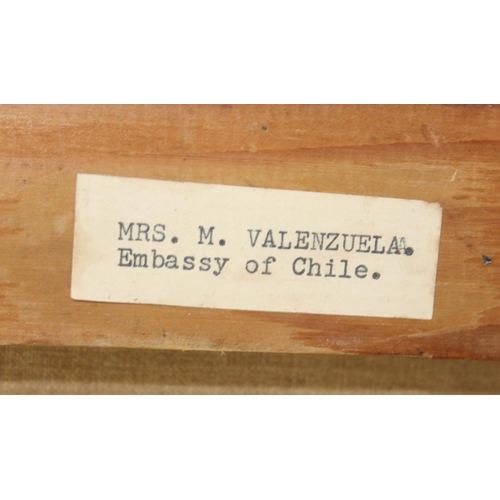 MRS. M. VALENZUELA.
Embassy of Chile.